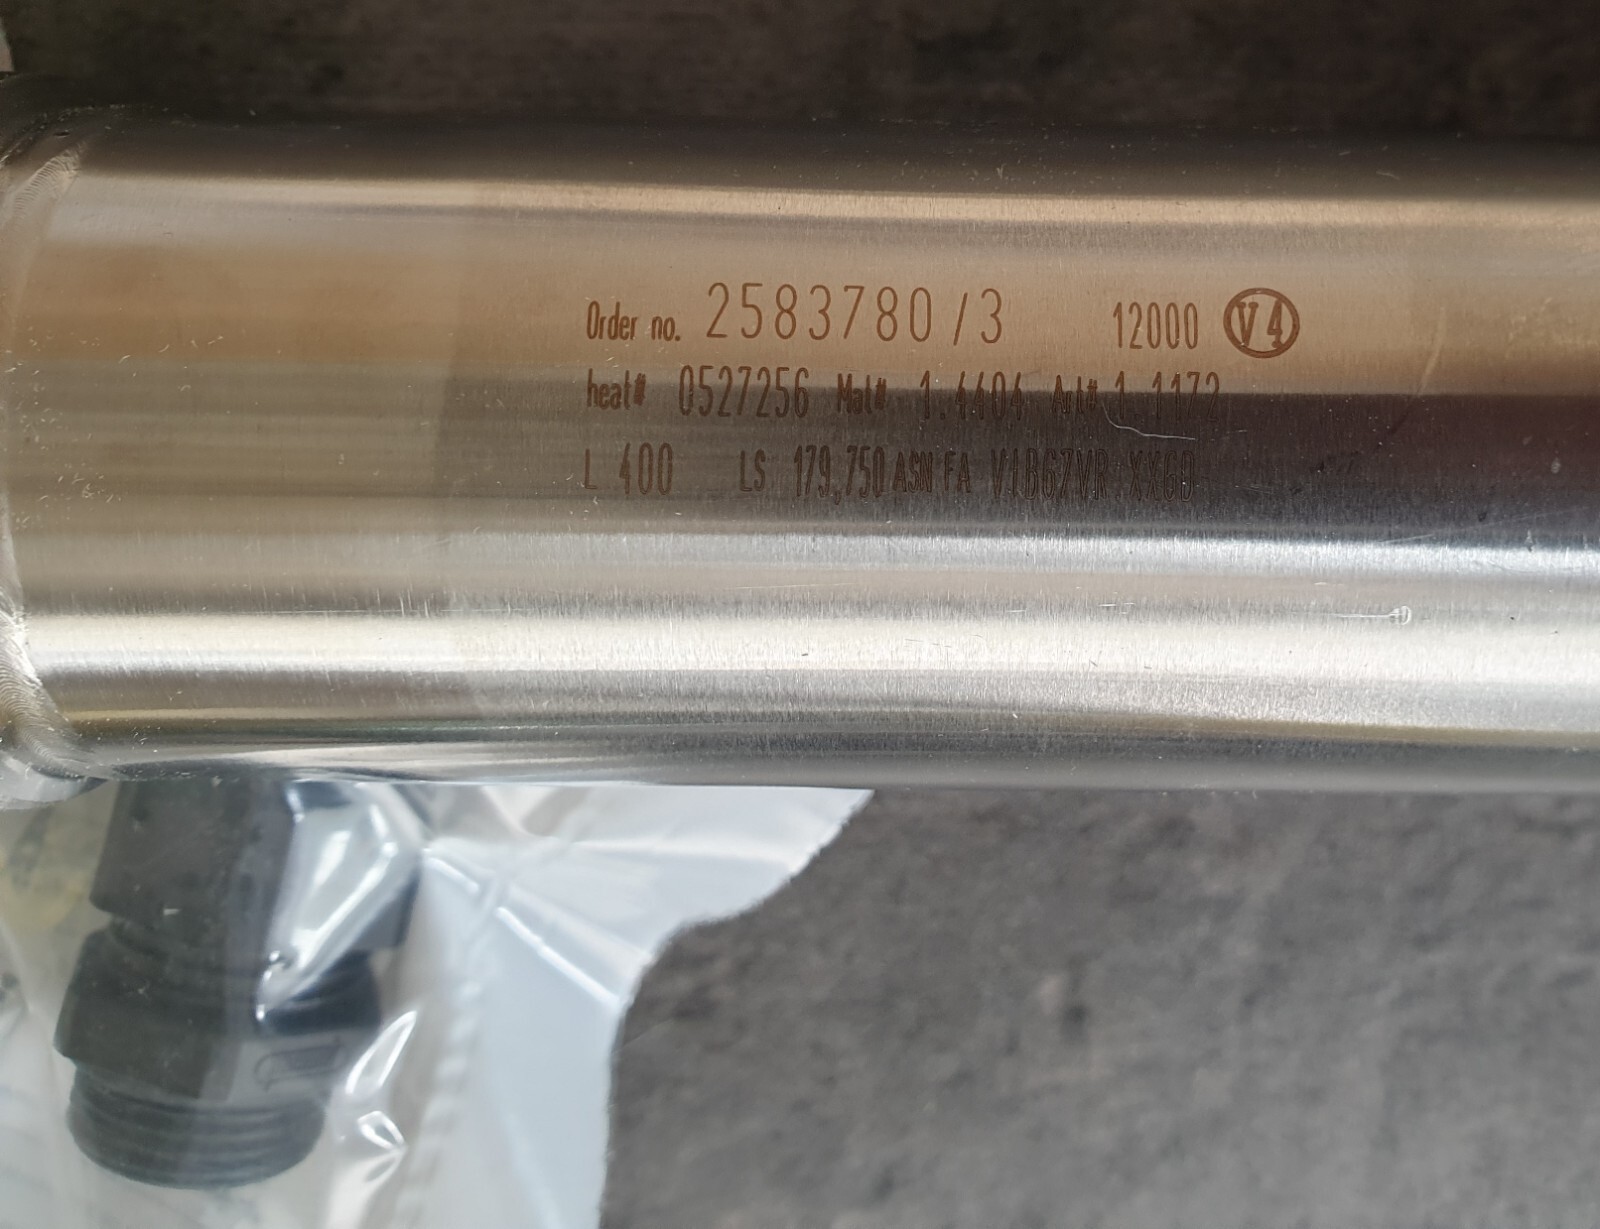 Order no. 2583780/3 12000 V4
heat# 0527256 Mat# 1.4404 Art# 1.1172
L 400 LS 179,750 ASN FA V1BG7VR XXGD